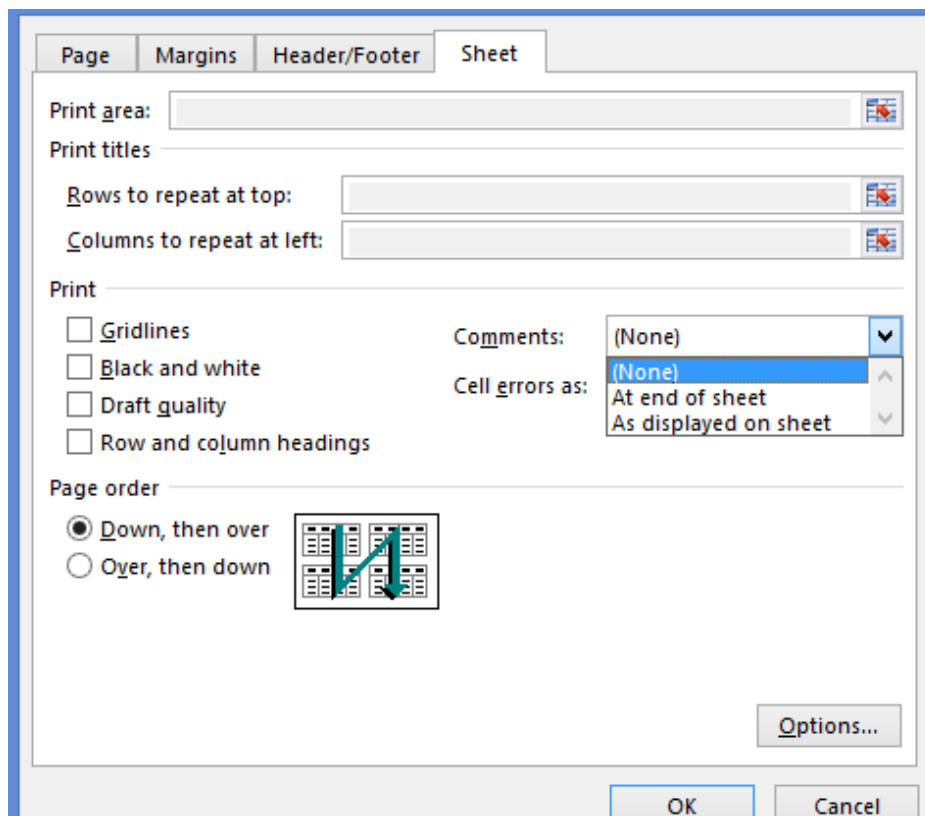 Page Margins Header/Footer Sheet
Print area:
Print titles
Rows to repeat at top:
Columns to repeat at left:
Print
Gridlines
Comments: (None)
Black and white
(None)
Cell errors as:
At end of sheet
Draft quality
As displayed on sheet
Row and column headings
Page order
Down, then over
Over, then down
Options...
OK Cancel